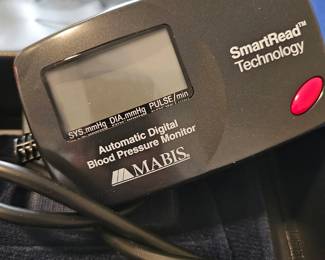 SmartRead™
Technology
SYS.mmHg DIA.mmHg PULSE/min
Automatic Digital
Blood Pressure Monitor
MABIS®